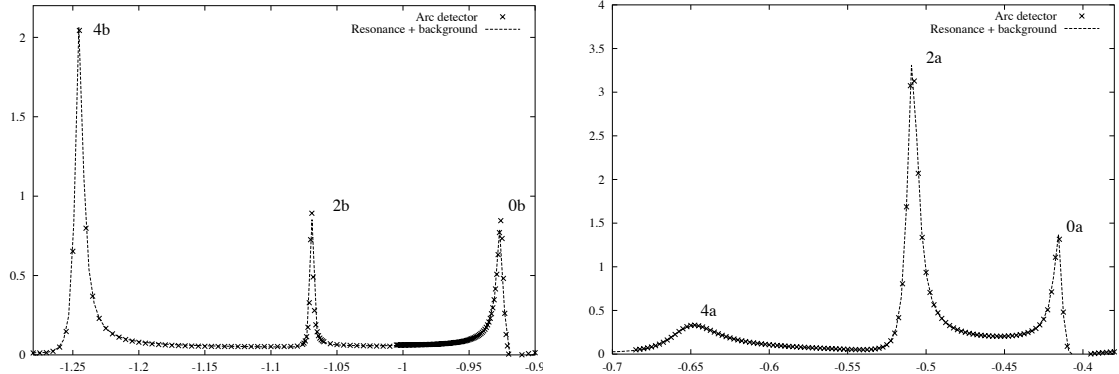 Arc detector
Resonance + background
4b
2b
0b
2
1.5
1
0.5
0
-1.25
-1.2
-1.15
-1.1
-1.05
-1
-0.95
-0.9
Arc detector
Resonance + background
2a
0a
4a
4
3.5
3
2.5
2
1.5
1
0.5
0
-0.7
-0.65
-0.6
-0.55
-0.5
-0.45
-0.4